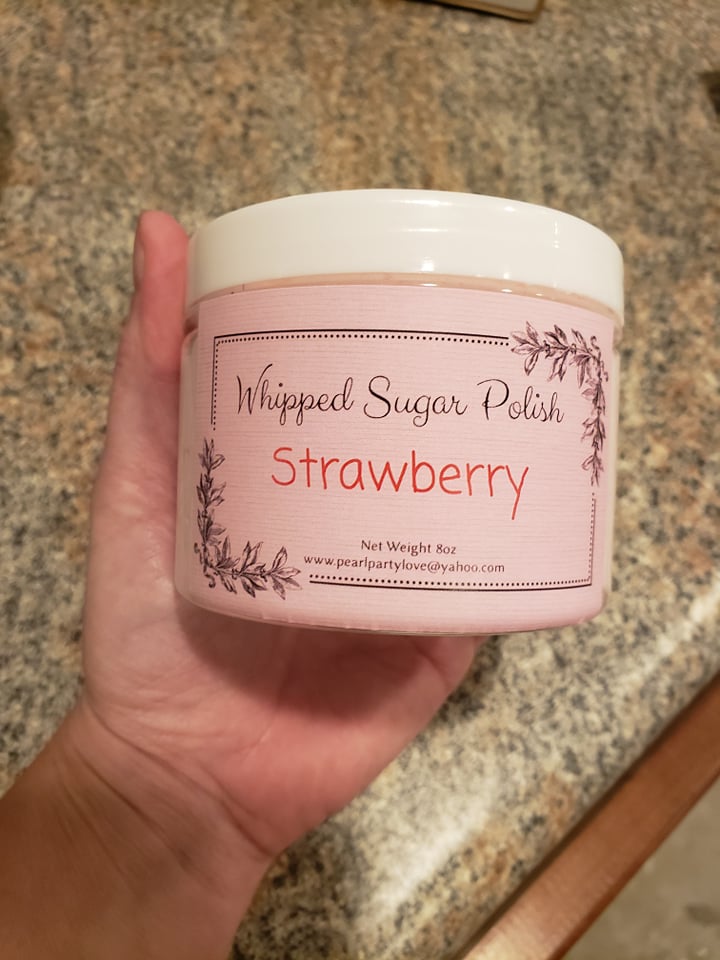 Whipped Sugar Polish
Strawberry
Net Weight 8oz
www.pearlpartylove@yahoo.com